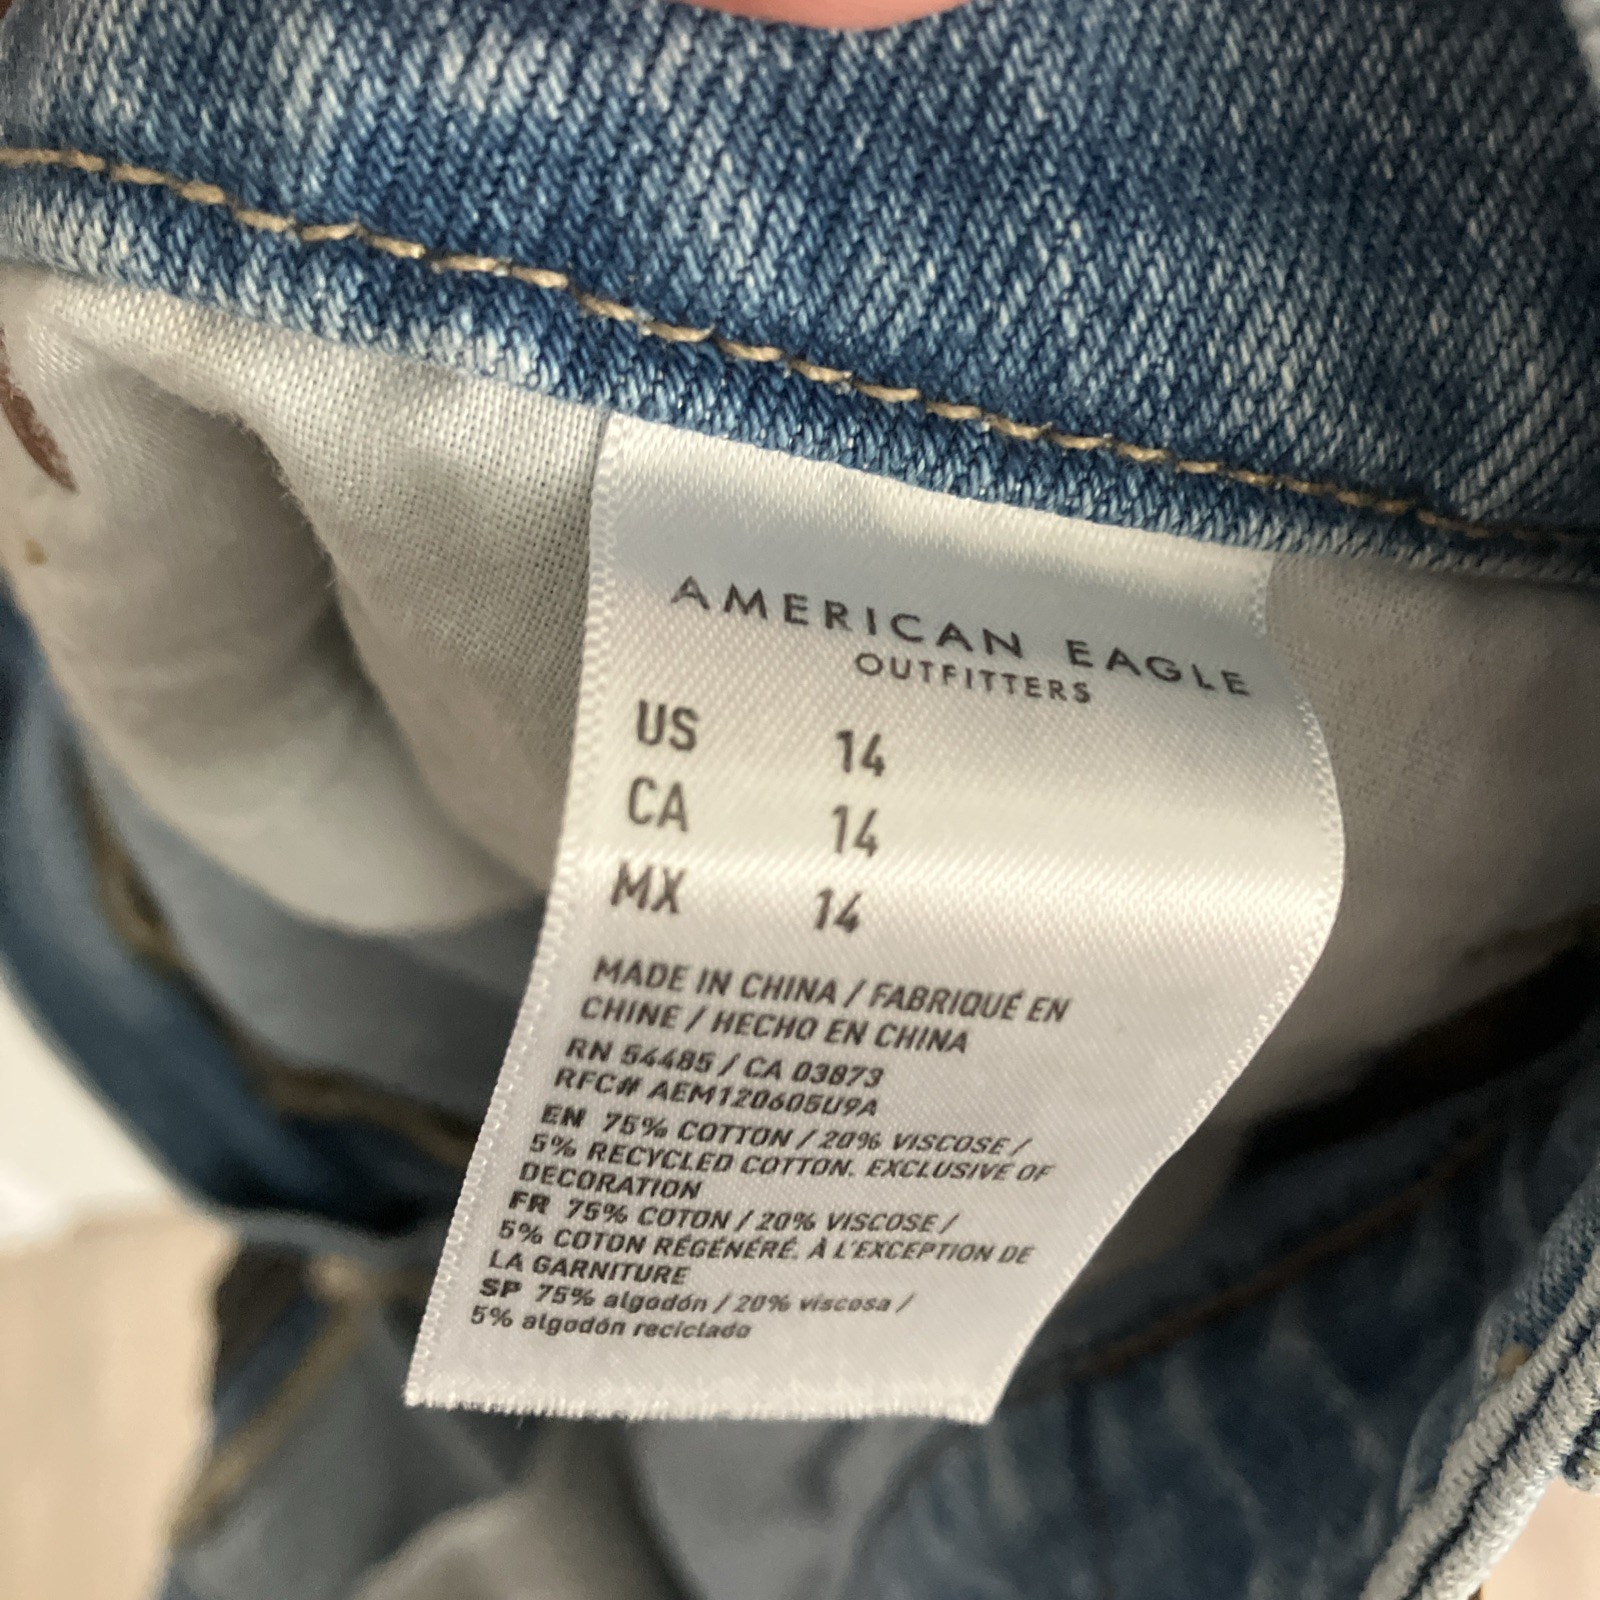 AMERICAN EAGLE
OUTFITTERS
US 14
CA 14
MX 14
MADE IN CHINA / FABRIQUÉ EN
CHINE / HECHO EN CHINA
RN 54485 / CA 03873
RFC# AEM120605U9A
EN 75% COTTON / 20% VISCOSE /
5% RECYCLED COTTON. EXCLUSIVE OF
DECORATION
FR 75% COTON / 20% VISCOSE /
5% COTON RÉGÉNÉRÉ. À L'EXCEPTION DE
LA GARNITURE
SP 75% algodón / 20% viscosa /
5% algodón reciclado